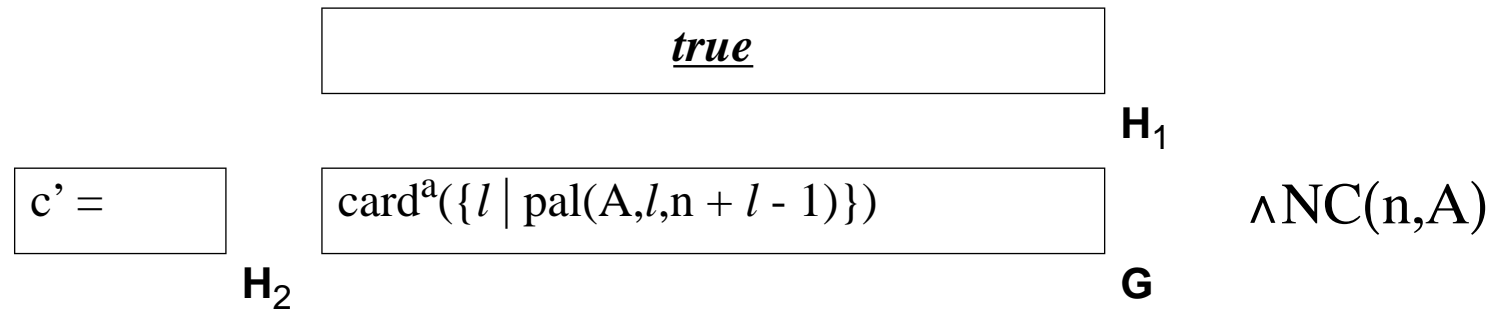 true
H₁
c’ = card^a({l | pal(A,l,n + l - 1)}) ∧NC(n,A)
H₂ G